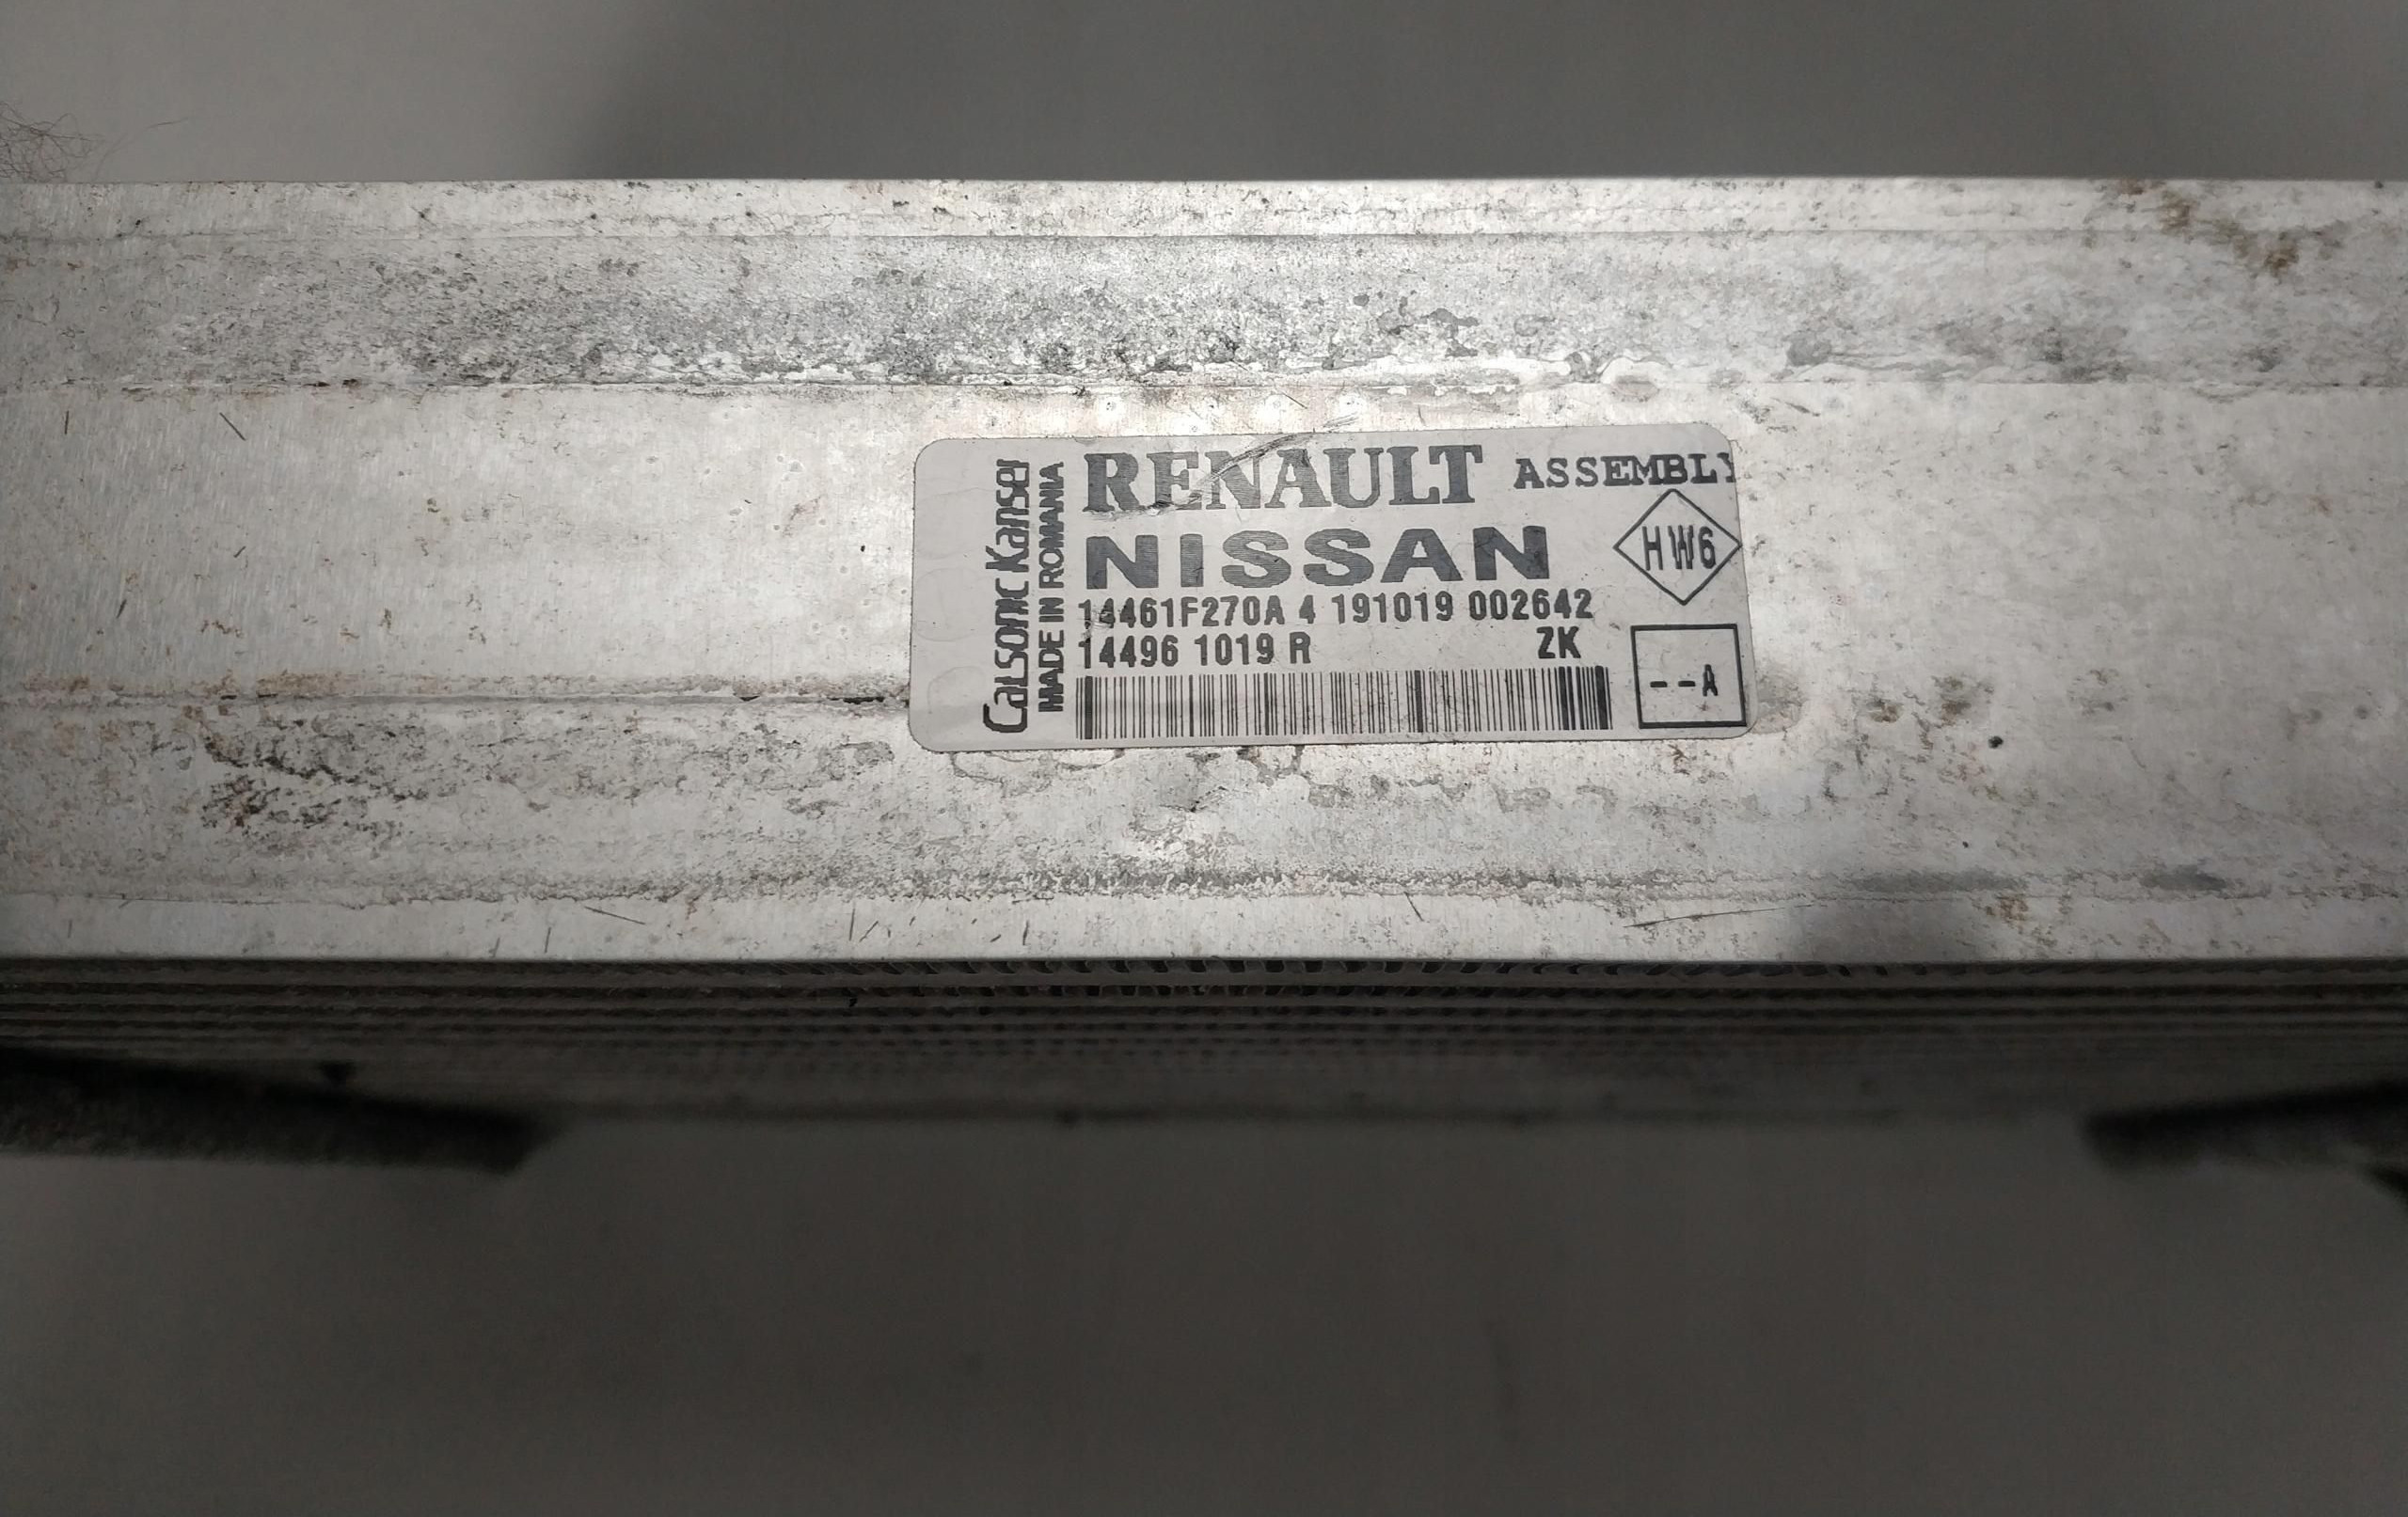 Calsonic Kansei
MADE IN ROMANIA
RENAULT ASSEMBLY
NISSAN
HW6
14461F270A 4 191019 002642
14496 1019 R ZK
--A